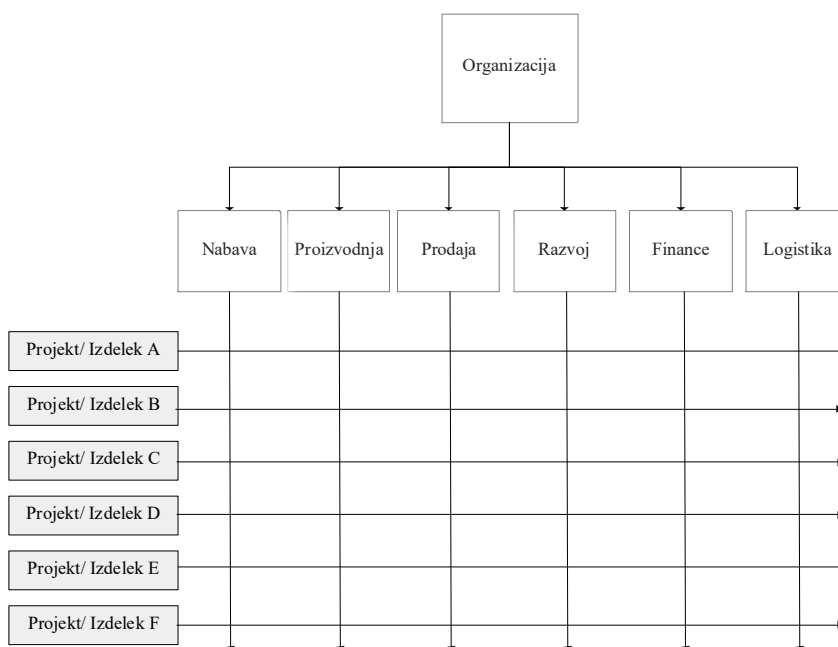 Organizacija
Nabava
Proizvodnja
Prodaja
Razvoj
Finance
Logistika
Projekt/ Izdelek A
Projekt/ Izdelek B
Projekt/ Izdelek C
Projekt/ Izdelek D
Projekt/ Izdelek E
Projekt/ Izdelek F